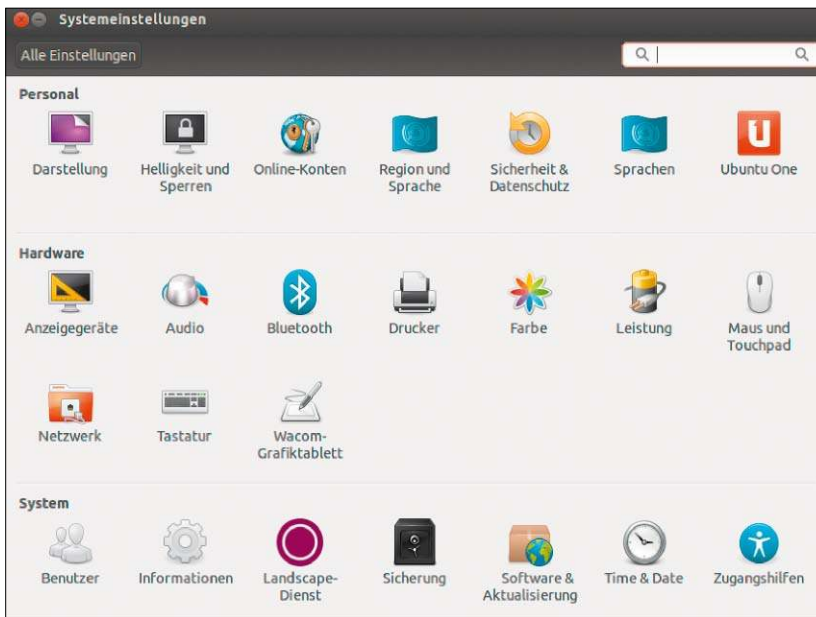 Systemeinstellungen
Alle Einstellungen
Personal
Darstellung
Helligkeit und
Sperren
Online-Konten
Region und
Sprache
Sicherheit &
Datenschutz
Sprachen
Ubuntu One
Hardware
Anzeigegeräte
Audio
Bluetooth
Drucker
Farbe
Leistung
Maus und
Touchpad
Netzwerk
Tastatur
Wacom-
Grafiktablett
System
Benutzer
Informationen
Landscape-
Dienst
Sicherung
Software &
Aktualisierung
Time & Date
Zugangshilfen